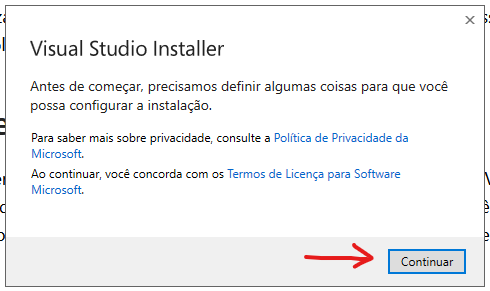 Visual Studio Installer
Antes de começar, precisamos definir algumas coisas para que você
possa configurar a instalação.
Para saber mais sobre privacidade, consulte a Política de Privacidade da
Microsoft.
Ao continuar, você concorda com os Termos de Licença para Software
Microsoft.
Continuar